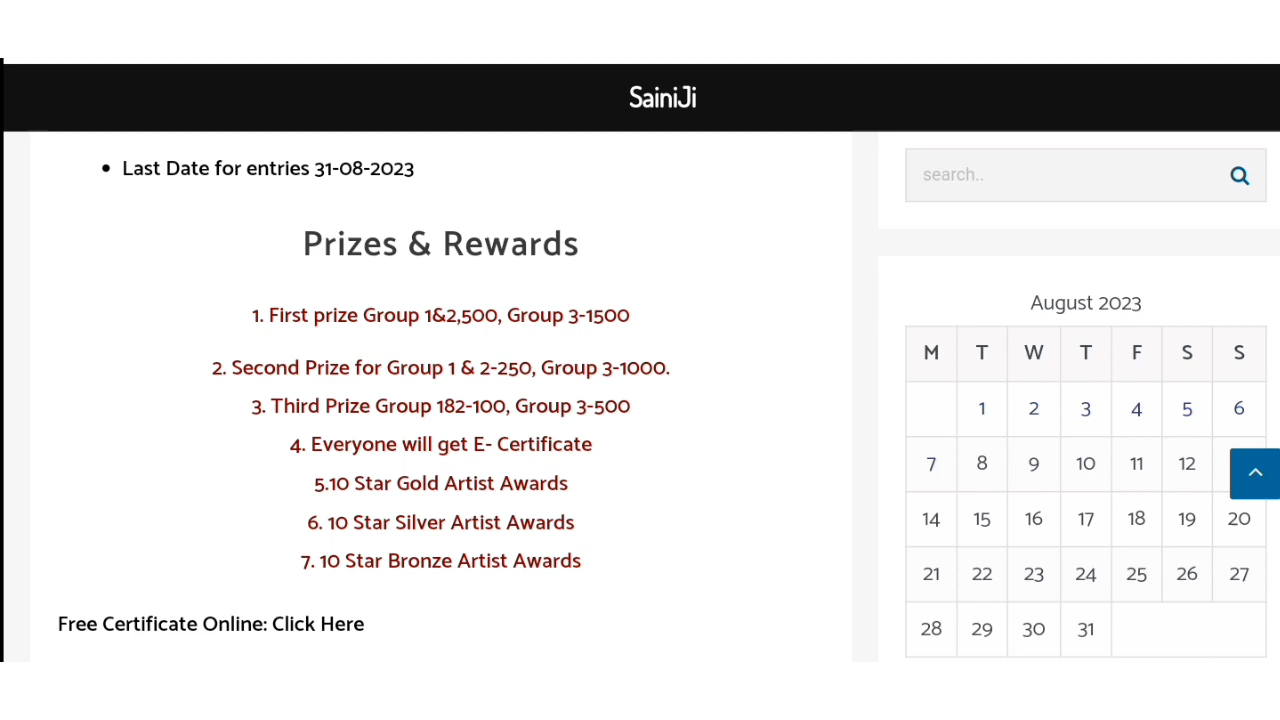 SainiJi
• Last Date for entries 31-08-2023
Prizes & Rewards
1. First prize Group 1&2,500, Group 3-1500
2. Second Prize for Group 1 & 2-250, Group 3-1000.
3. Third Prize Group 182-100, Group 3-500
4. Everyone will get E- Certificate
5.10 Star Gold Artist Awards
6. 10 Star Silver Artist Awards
7. 10 Star Bronze Artist Awards
Free Certificate Online: Click Here
search..
August 2023
M T W T F S S
1 2 3 4 5 6
7 8 9 10 11 12
14 15 16 17 18 19 20
21 22 23 24 25 26 27
28 29 30 31